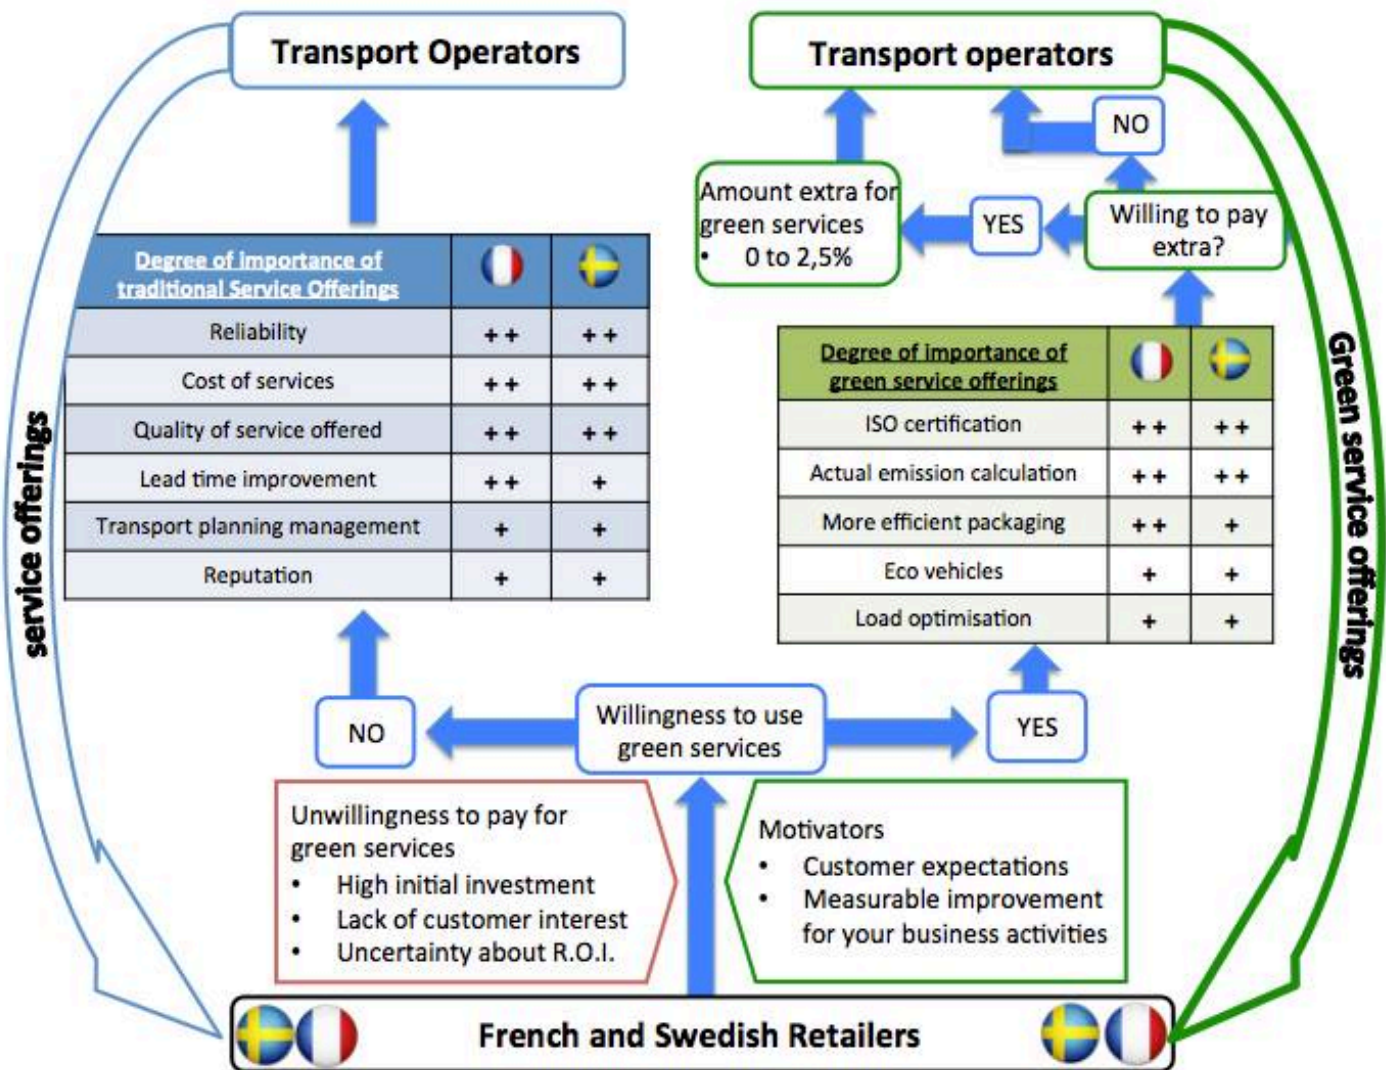 Transport Operators
Transport operators
NO
Amount extra for
green services
• 0 to 2,5%
YES
Willing to pay
extra?
Degree of importance of
traditional Service Offerings
Reliability ++ ++
Cost of services ++ ++
Quality of service offered ++ ++
Lead time improvement ++ +
Transport planning management + +
Reputation + +
Degree of importance of
green service offerings
ISO certification ++ ++
Actual emission calculation ++ ++
More efficient packaging ++ +
Eco vehicles + +
Load optimisation + +
service offerings
Green service offerings
NO
Willingness to use
green services
YES
Unwillingness to pay for
green services
• High initial investment
• Lack of customer interest
• Uncertainty about R.O.I.
Motivators
• Customer expectations
• Measurable improvement
for your business activities
French and Swedish Retailers